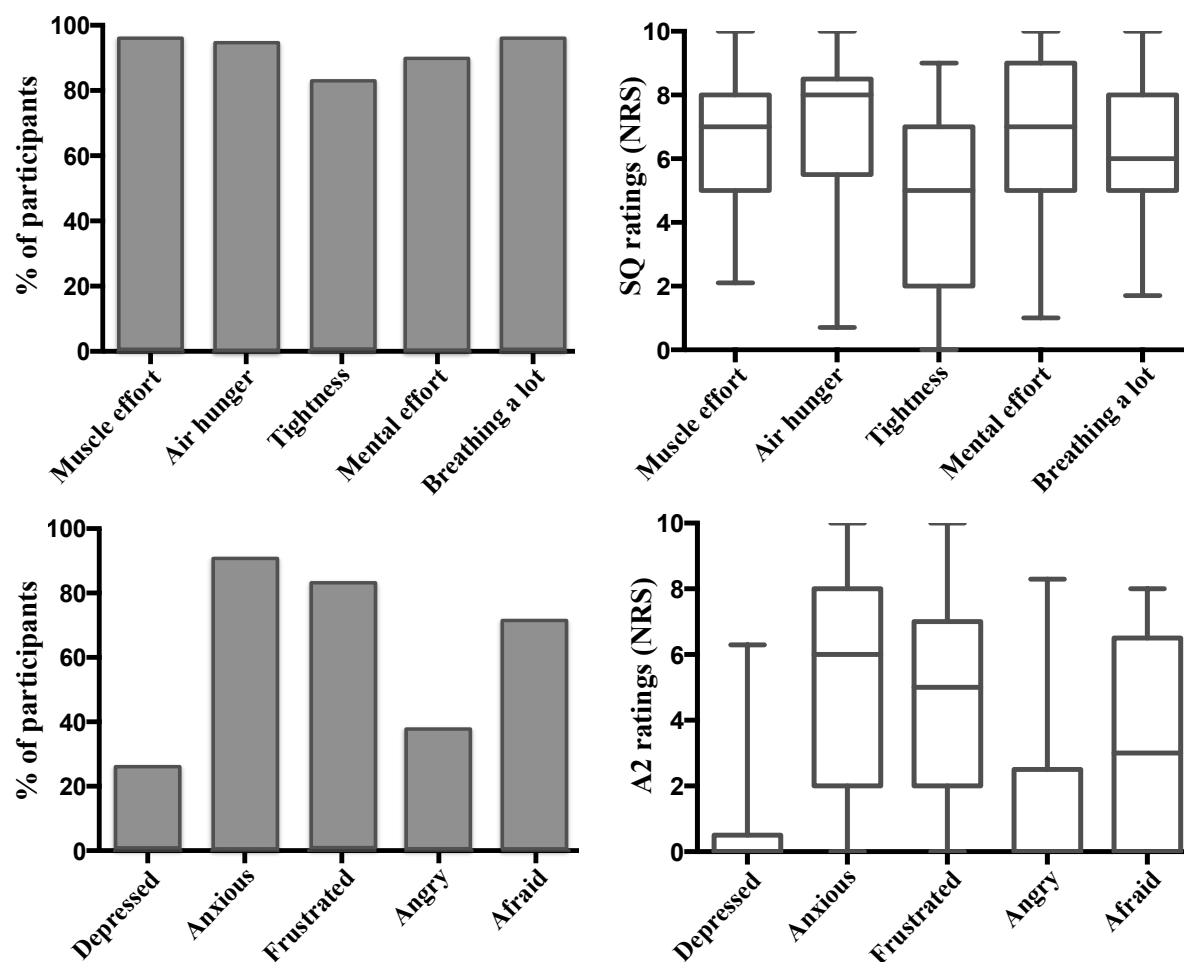 % of participants
100
80
60
40
20
0
Muscle effort
Air hunger
Tightness
Mental effort
Breathing a lot
SQ ratings (NRS)
10
8
6
4
2
0
Muscle effort
Air hunger
Tightness
Mental effort
Breathing a lot
% of participants
100
80
60
40
20
0
Depressed
Anxious
Frustrated
Angry
Afraid
A2 ratings (NRS)
10
8
6
4
2
0
Depressed
Anxious
Frustrated
Angry
Afraid